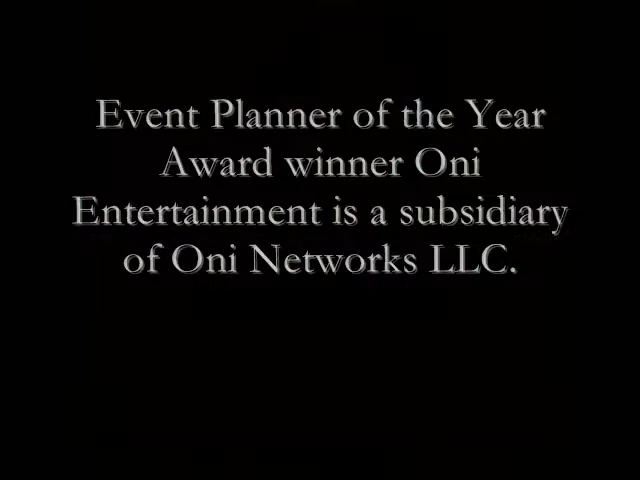 Event Planner of the Year
Award winner Oni
Entertainment is a subsidiary
of Oni Networks LLC.